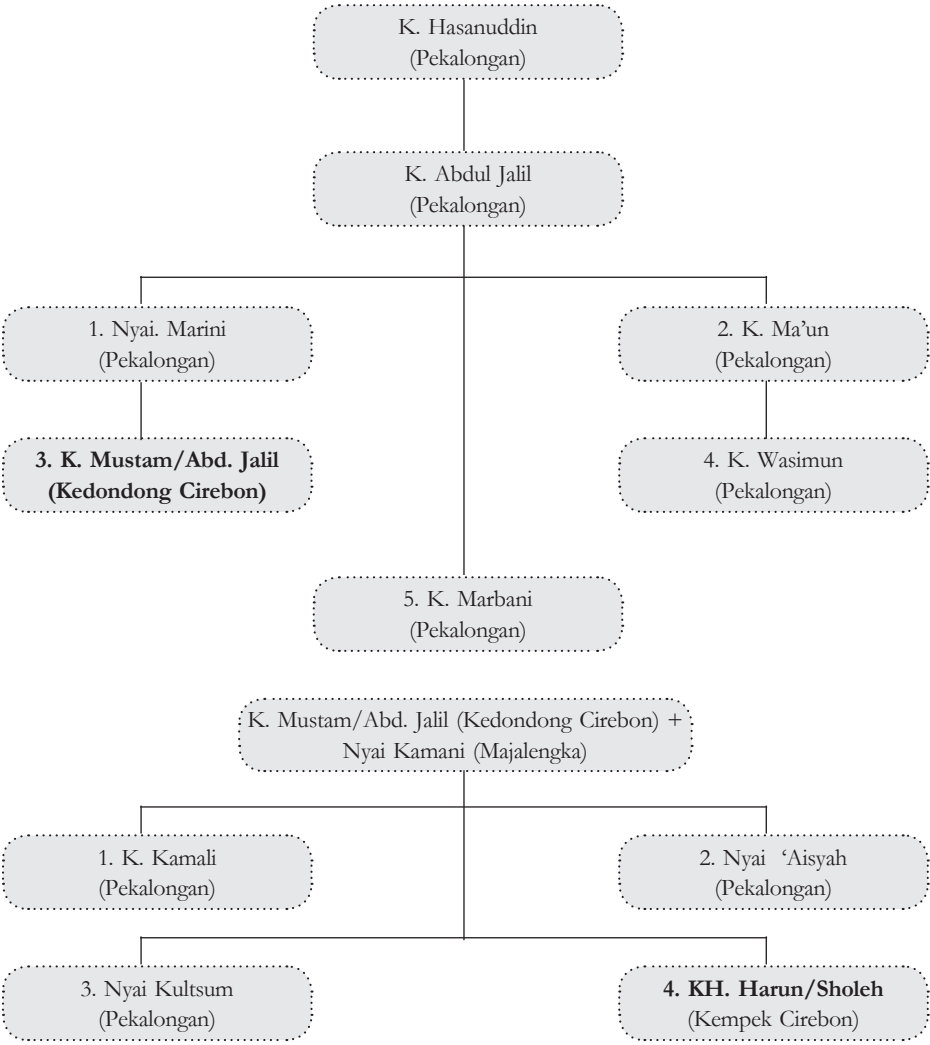 K. Hasanuddin
(Pekalongan)
K. Abdul Jalil
(Pekalongan)
1. Nyai. Marini
(Pekalongan)
2. K. Ma’un
(Pekalongan)
3. K. Mustam/Abd. Jalil
(Kedondong Cirebon)
4. K. Wasimun
(Pekalongan)
5. K. Marbani
(Pekalongan)
K. Mustam/Abd. Jalil (Kedondong Cirebon) +
Nyai Kamani (Majalengka)
1. K. Kamali
(Pekalongan)
2. Nyai ‘Aisyah
(Pekalongan)
3. Nyai Kultsum
(Pekalongan)
4. KH. Harun/Sholeh
(Kempek Cirebon)